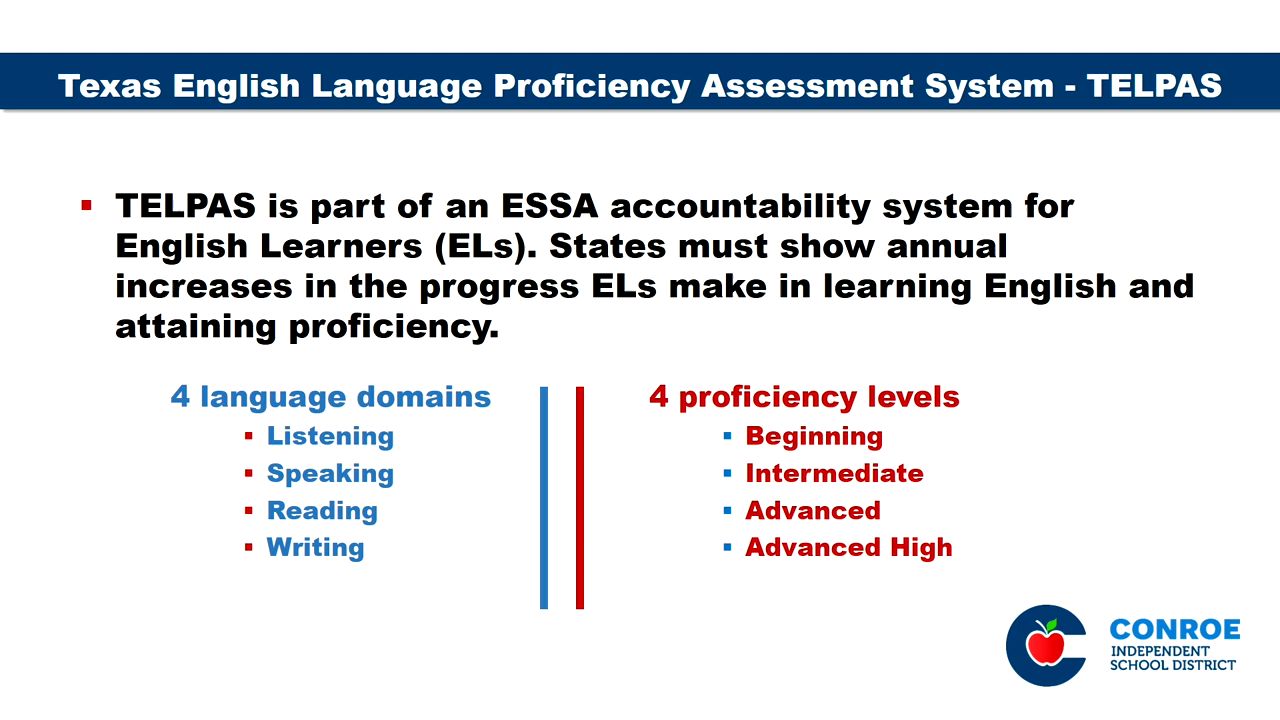 Texas English Language Proficiency Assessment System - TELPAS
TELPAS is part of an ESSA accountability system for
English Learners (ELs). States must show annual
increases in the progress ELs make in learning English and
attaining proficiency.
4 language domains
Listening
Speaking
Reading
Writing
4 proficiency levels
Beginning
Intermediate
Advanced
Advanced High
CONROE
INDEPENDENT
SCHOOL DISTRICT